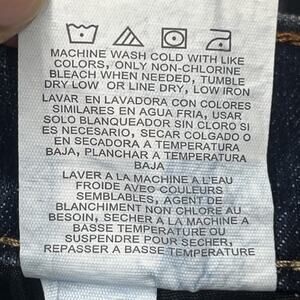 MACHINE WASH COLD WITH LIKE
COLORS, ONLY NON-CHLORINE
BLEACH WHEN NEEDED, TUMBLE
DRY LOW OR LINE DRY, LOW IRON
LAVAR EN LAVADORA CON COLORES
SIMILARES EN AGUA FRIA, USAR
SOLO BLANQUEADOR SIN CLORO SI
ES NECESARIO, SECAR COLGADO O
EN SECADORA A TEMPERATURA
BAJA, PLANCHAR A TEMPERATURA
BAJA
LAVER A LA MACHINE A L'EAU
FROIDE AVEC COULEURS
SEMBLABLES, AGENT DE
BLANCHIMENT NON CHLORE AU
BESOIN, SECHER A LA MACHINE A
BASSE TEMPERATURE OU
SUSPENDRE POUR SECHER,
REPASSER A BASSE TEMPERATURE